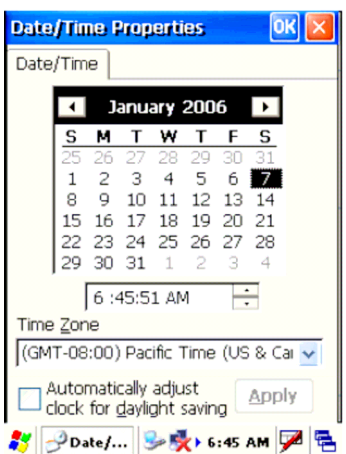 Date/Time Properties OK
Date/Time
January 2006
S M T W T F S
25 26 27 28 29 30 31
1 2 3 4 5 6 7
8 9 10 11 12 13 14
15 16 17 18 19 20 21
22 23 24 25 26 27 28
29 30 31 1 2 3 4
6 :45:51 AM
Time Zone
(GMT-08:00) Pacific Time (US & Car
Automatically adjust
clock for daylight saving
Apply
Date/... 6:45 AM